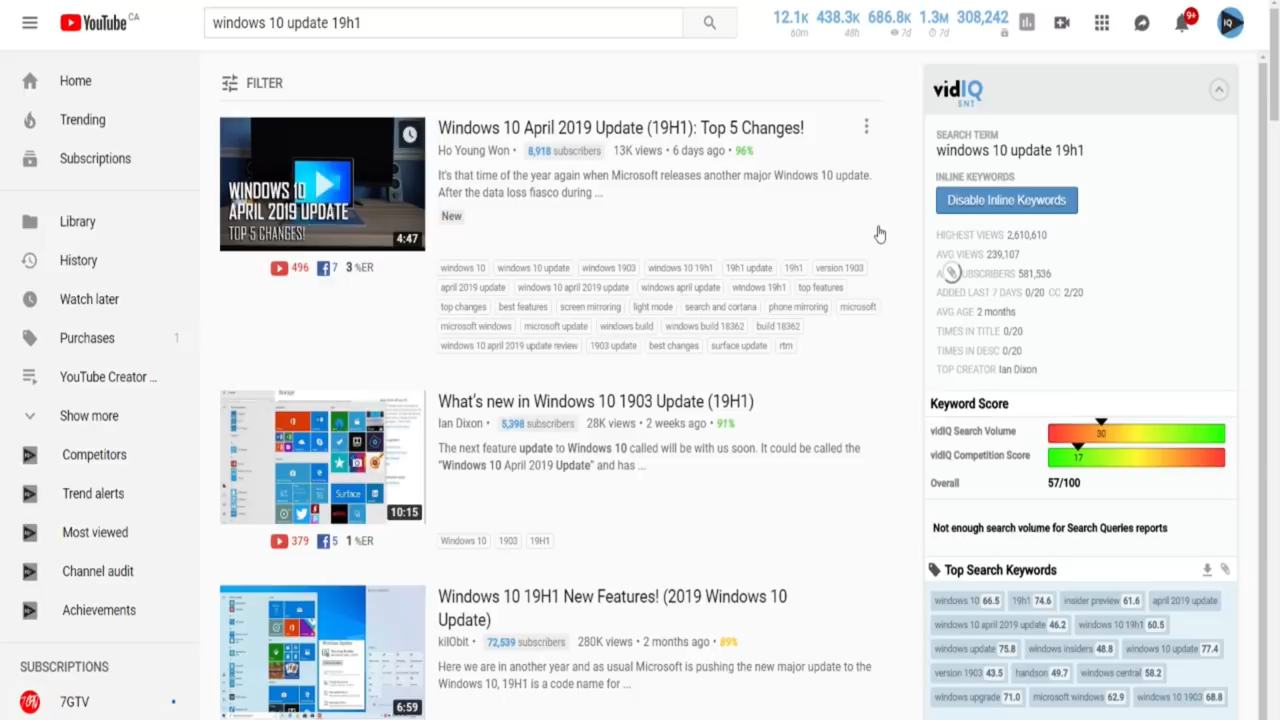 YouTube CA
windows 10 update 19h1
12.1K 438.3K 686.8K 1.3M 308,242
60m 48h 7d 7d
9+
IQ
Home
Trending
Subscriptions
Library
History
Watch later
Purchases 1
YouTube Creator ...
Show more
Competitors
Trend alerts
Most viewed
Channel audit
Achievements
SUBSCRIPTIONS
7GTV
FILTER
WINDOWS 10
APRIL 2019 UPDATE
TOP 5 CHANGES!
4:47
496 7 3 %ER
Windows 10 April 2019 Update (19H1): Top 5 Changes!
Ho Young Won • 8,918 subscribers 13K views • 6 days ago • 96%
It's that time of the year again when Microsoft releases another major Windows 10 update.
After the data loss fiasco during ...
New
windows 10 windows 10 update windows 1903 windows 10 19h1 19h1 update 19h1 version 1903
april 2019 update windows 10 april 2019 update windows april update windows 19h1 top features
top changes best features screen mirroring light mode search and cortana phone mirroring microsoft
microsoft windows microsoft update windows build windows build 18362 build 18362
windows 10 april 2019 update review 1903 update best changes surface update rtm
Surface
10:15
379 5 1 %ER
What's new in Windows 10 1903 Update (19H1)
Ian Dixon • 5,398 subscribers 28K views • 2 weeks ago • 91%
The next feature update to Windows 10 called will be with us soon. It could be called the
"Windows 10 April 2019 Update" and has ...
Windows 10 1903 19H1
6:59
Windows 10 19H1 New Features! (2019 Windows 10
Update)
kil0bit • 72,539 subscribers 280K views • 2 months ago • 89%
Here we are in another year and as usual Microsoft is pushing the new major update to the
Windows 10, 19H1 is a code name for ...
vidIQ
ENT
SEARCH TERM
windows 10 update 19h1
INLINE KEYWORDS
Disable Inline Keywords
HIGHEST VIEWS 2,610,610
AVG VIEWS 239,107
SUBSCRIBERS 581,536
ADDED LAST 7 DAYS 0/20 CC 2/20
AVG AGE 2 months
TIMES IN TITLE 0/20
TIMES IN DESC 0/20
TOP CREATOR Ian Dixon
Keyword Score
vidIQ Search Volume 30
vidIQ Competition Score 17
Overall 57/100
Not enough search volume for Search Queries reports
Top Search Keywords
windows 10 66.5 19h1 74.6 insider preview 61.6 april 2019 update
windows 10 april 2019 update 46.2 windows 10 19h1 60.5
windows update 75.8 windows insiders 48.8 windows 10 update 77.4
version 1903 43.5 handson 49.7 windows central 58.2
windows upgrade 71.0 microsoft windows 62.9 windows 10 1903 68.8